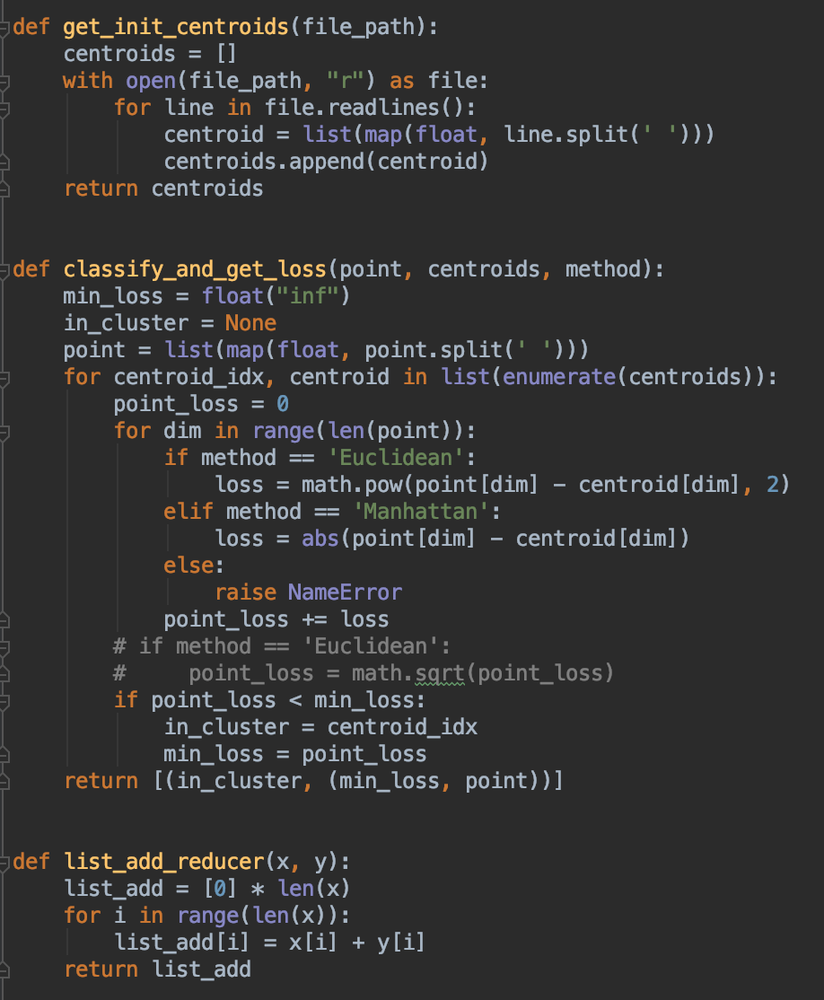 def get_init_centroids(file_path):
    centroids = []
    with open(file_path, "r") as file:
        for line in file.readlines():
            centroid = list(map(float, line.split(' ')))
            centroids.append(centroid)
    return centroids


def classify_and_get_loss(point, centroids, method):
    min_loss = float("inf")
    in_cluster = None
    point = list(map(float, point.split(' ')))
    for centroid_idx, centroid in list(enumerate(centroids)):
        point_loss = 0
        for dim in range(len(point)):
            if method == 'Euclidean':
                loss = math.pow(point[dim] - centroid[dim], 2)
            elif method == 'Manhattan':
                loss = abs(point[dim] - centroid[dim])
            else:
                raise NameError
            point_loss += loss
        # if method == 'Euclidean':
        #     point_loss = math.sqrt(point_loss)
        if point_loss < min_loss:
            in_cluster = centroid_idx
            min_loss = point_loss
    return [(in_cluster, (min_loss, point))]


def list_add_reducer(x, y):
    list_add = [0] * len(x)
    for i in range(len(x)):
        list_add[i] = x[i] + y[i]
    return list_add